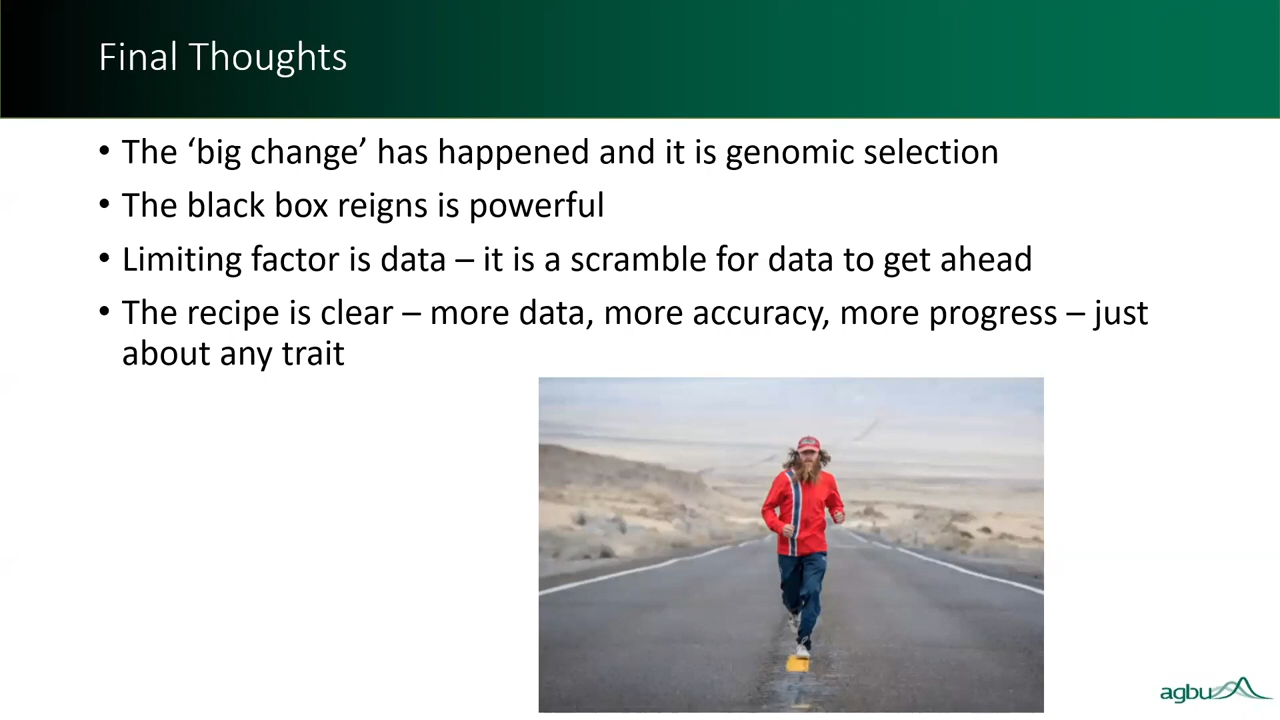 Final Thoughts
• The ‘big change’ has happened and it is genomic selection
• The black box reigns is powerful
• Limiting factor is data – it is a scramble for data to get ahead
• The recipe is clear – more data, more accuracy, more progress – just
about any trait
agbu